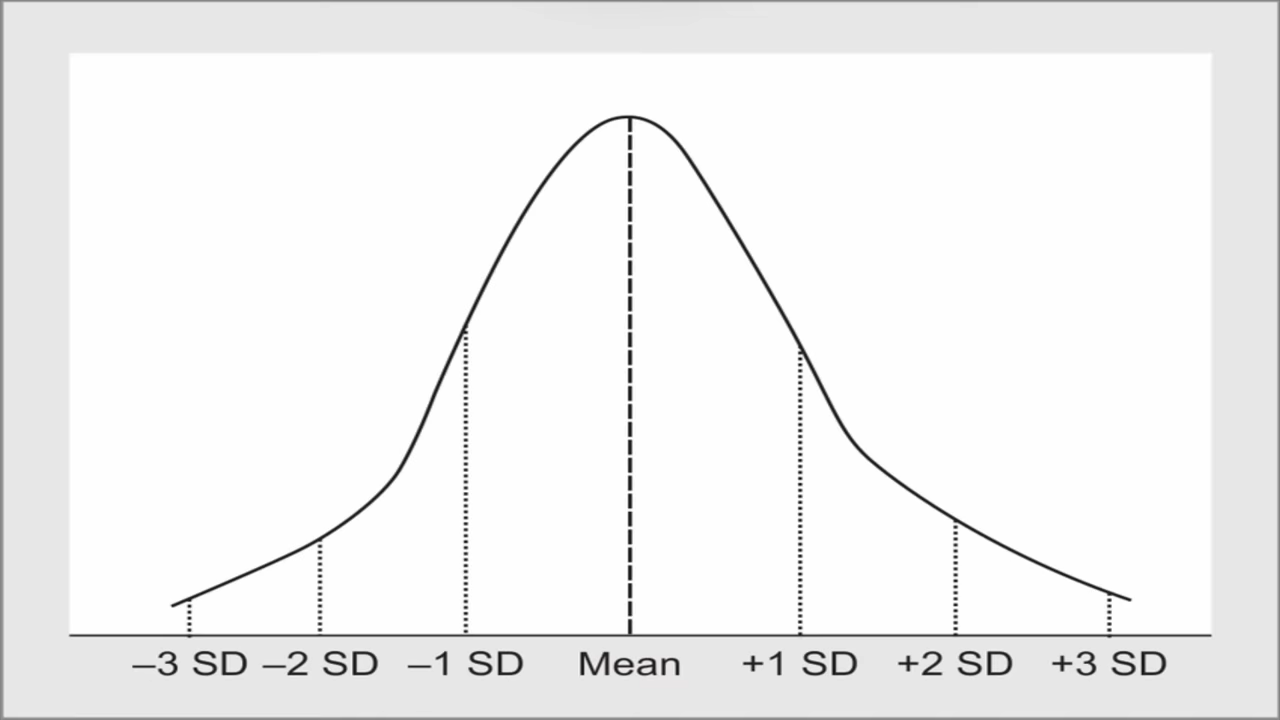 –3 SD –2 SD –1 SD Mean +1 SD +2 SD +3 SD